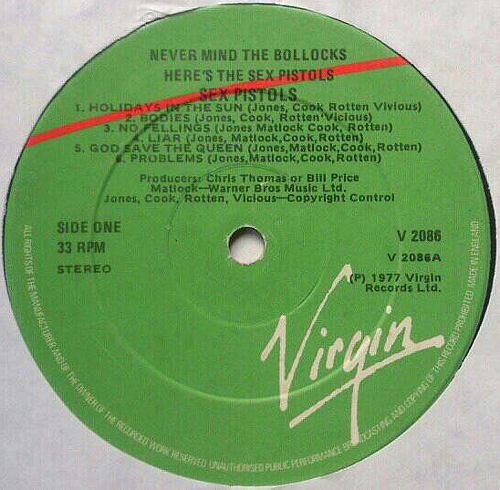 NEVER MIND THE BOLLOCKS
HERE'S THE SEX PISTOLS
SEX PISTOLS
1. HOLIDAYS IN THE SUN (Jones, Cook Rotten Vivious)
2. BODIES (Jones, Cook, Rotten'Vicious)
3. NO FELLINGS (Jones Matlock Cook, Rotten)
4. LIAR (Jones, Matlock, Cook, Rotten)
5. GOD SAVE THE QUEEN (Jones,Matlock,Cook,Rotten)
6. PROBLEMS (Jones,Matlock,Cook,Rotten)
Producers: Chris Thomas or Bill Price
Matlock—Warner Bros Music Ltd.
Jones, Cook, Rotten, Vicious—Copyright Control
SIDE ONE
33 RPM
STEREO
V 2086
V 2086A
(P) 1977 Virgin
Records Ltd.
Virgin
ALL RIGHTS OF THE MANUFACTURER AND OF THE OWNER OF THE RECORDED WORK RESERVED UNAUTHORISED PUBLIC PERFORMANCE BROADCASTING AND COPYING OF THIS RECORD PROHIBITED MADE IN ENGLAND